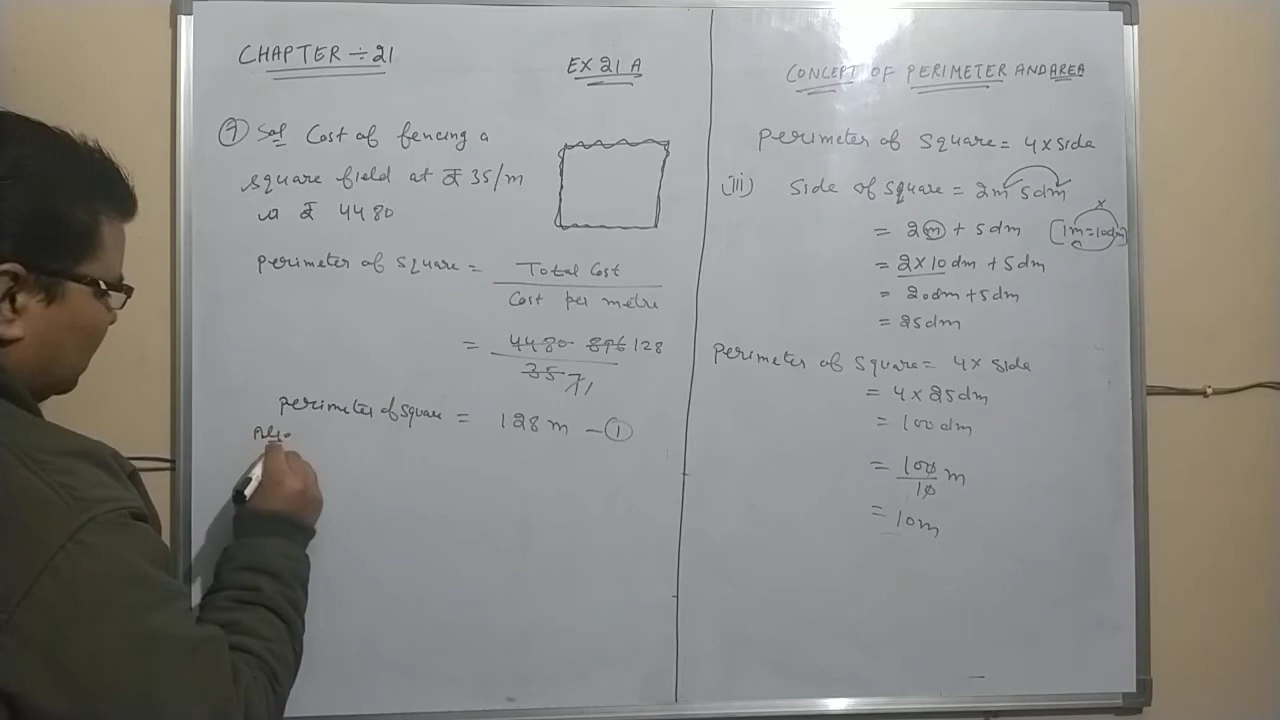 CHAPTER ÷ 21
EX 21 A
⑨ Sol Cost of fencing a
square field at ₹ 35/m
is ₹ 4480
perimeter of square = Total Cost
Cost per metre
= 4480 896 128
35 7 1
perimeter of square = 128 m - ①
CONCEPT OF PERIMETER AND AREA
perimeter of square = 4 x side
(iii) Side of square = 2m 5dm
= 2m + 5dm [1m = 10dm]
x
= 2 x 10 dm + 5dm
= 20dm + 5dm
= 25dm
perimeter of square = 4 x side
= 4 x 25dm
= 100 dm
= 100 m
10
= 10m